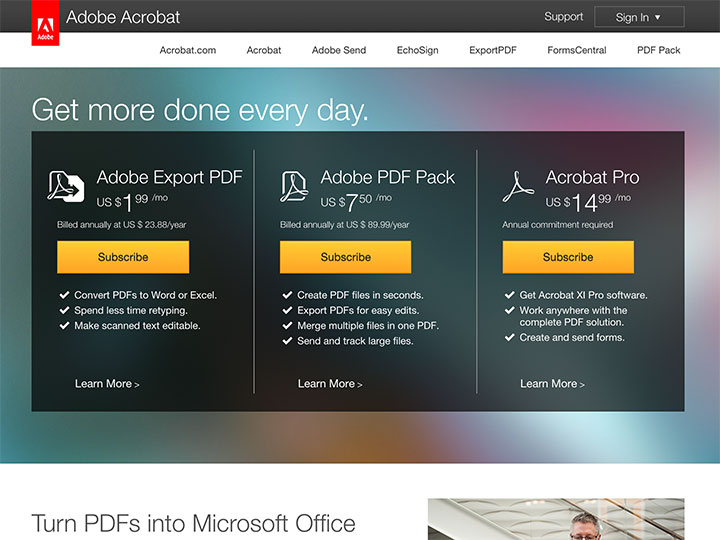 Adobe
Adobe Acrobat
Support
Sign In ▼
Acrobat.com Acrobat Adobe Send EchoSign ExportPDF FormsCentral PDF Pack
Get more done every day.
Adobe Export PDF
US $1 99 /mo
Billed annually at US $ 23.88/year
Subscribe
Convert PDFs to Word or Excel.
Spend less time retyping.
Make scanned text editable.
Learn More >
Adobe PDF Pack
US $7 50 /mo
Billed annually at US $ 89.99/year
Subscribe
Create PDF files in seconds.
Export PDFs for easy edits.
Merge multiple files in one PDF.
Send and track large files.
Learn More >
Acrobat Pro
US $14 99 /mo
Annual commitment required
Subscribe
Get Acrobat XI Pro software.
Work anywhere with the
complete PDF solution.
Create and send forms.
Learn More >
Turn PDFs into Microsoft Office